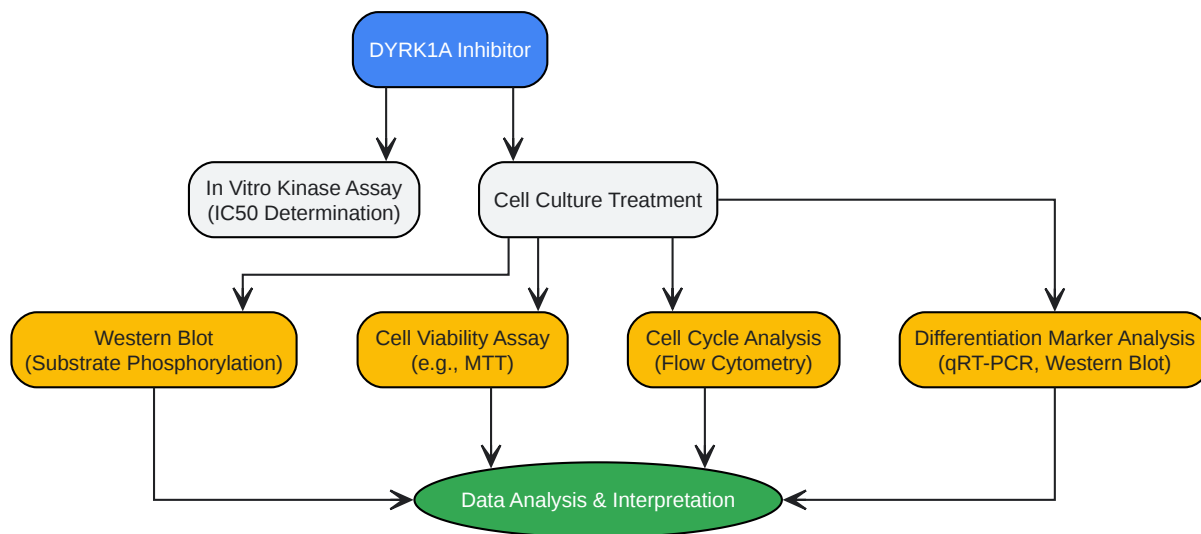 DYRK1A Inhibitor
In Vitro Kinase Assay
(IC50 Determination)
Cell Culture Treatment
Western Blot
(Substrate Phosphorylation)
Cell Viability Assay
(e.g., MTT)
Cell Cycle Analysis
(Flow Cytometry)
Differentiation Marker Analysis
(qRT-PCR, Western Blot)
Data Analysis & Interpretation